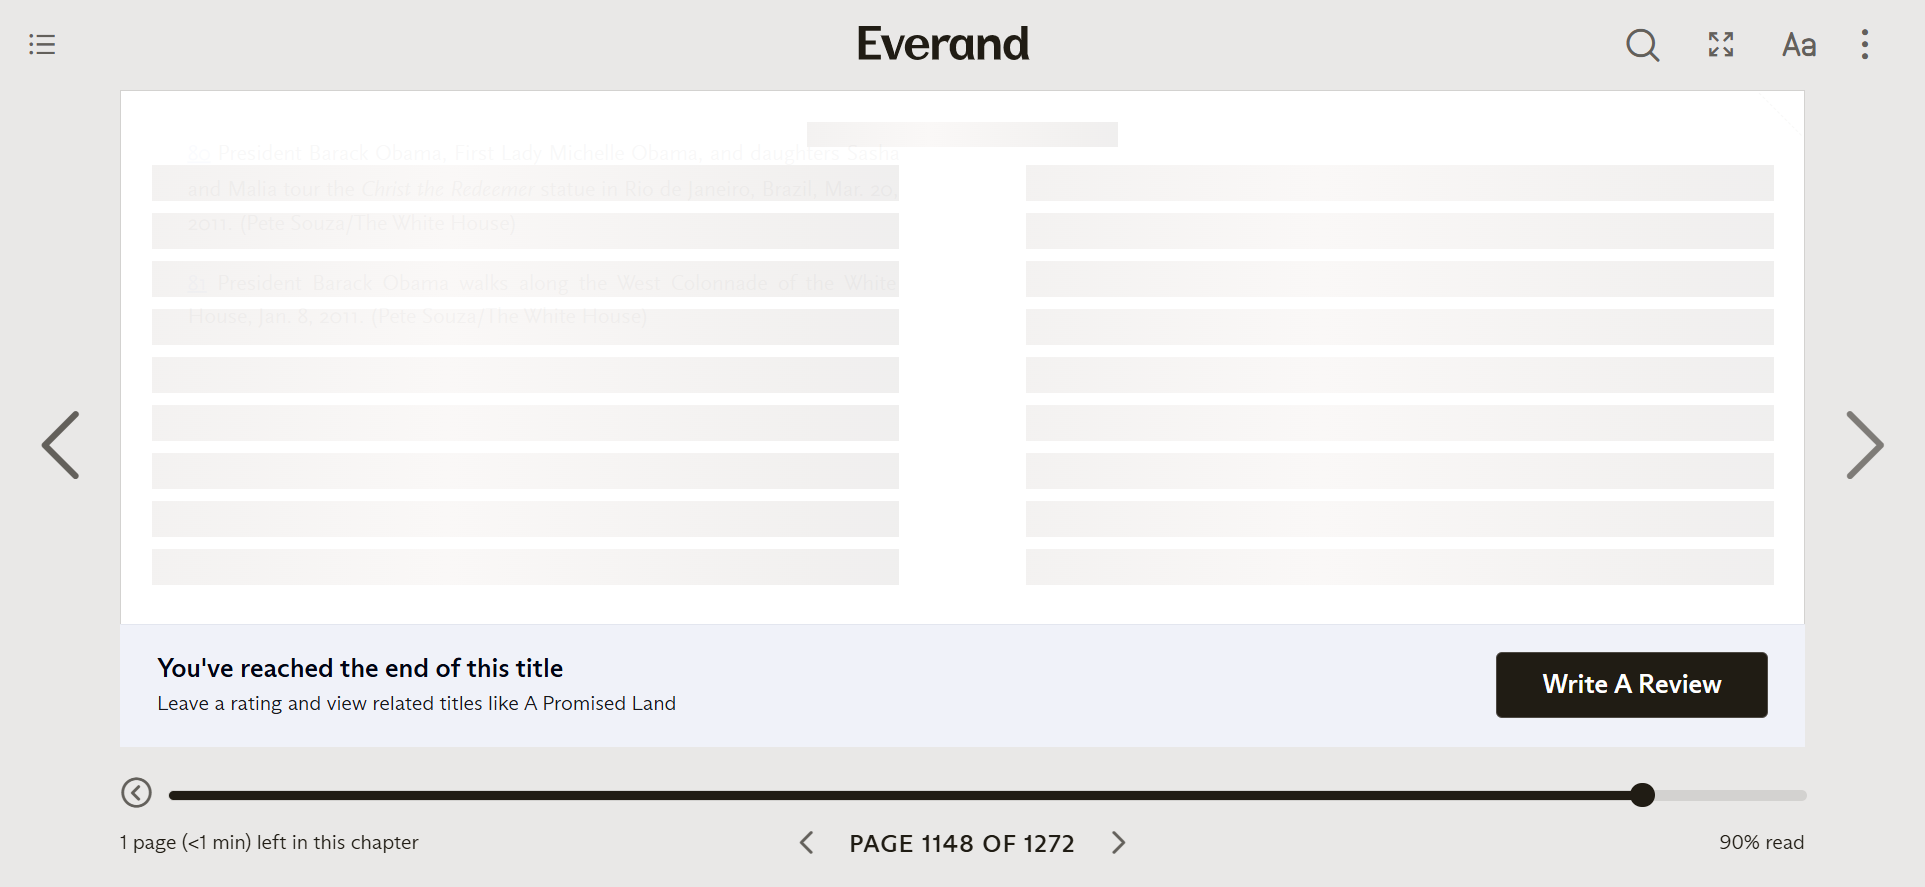 Everand
Aa
80 President Barack Obama, First Lady Michelle Obama, and daughters Sasha
and Malia tour the Christ the Redeemer statue in Rio de Janeiro, Brazil, Mar. 20,
2011. (Pete Souza/The White House)
81 President Barack Obama walks along the West Colonnade of the White
House, Jan. 8, 2011. (Pete Souza/The White House)
You've reached the end of this title
Leave a rating and view related titles like A Promised Land
Write A Review
1 page (<1 min) left in this chapter
PAGE 1148 OF 1272
90% read